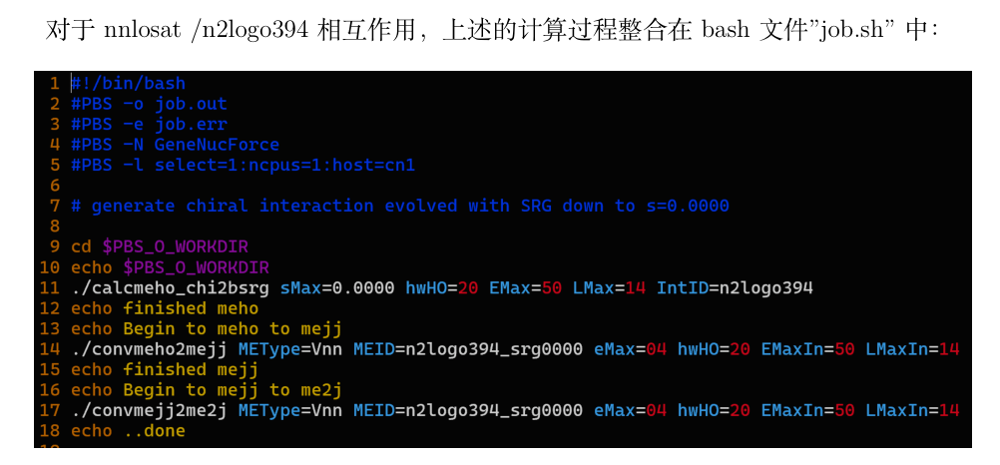 对于 nnlosat /n2logo394 相互作用，上述的计算过程整合在 bash 文件”job.sh” 中：
1 #!/bin/bash
2 #PBS -o job.out
3 #PBS -e job.err
4 #PBS -N GeneNucForce
5 #PBS -l select=1:ncpus=1:host=cn1
6
7 # generate chiral interaction evolved with SRG down to s=0.0000
8
9 cd $PBS_O_WORKDIR
10 echo $PBS_O_WORKDIR
11 ./calcmeho_chi2bsrg sMax=0.0000 hwHO=20 EMax=50 LMax=14 IntID=n2logo394
12 echo finished meho
13 echo Begin to meho to mejj
14 ./convmeho2mejj METype=Vnn MEID=n2logo394_srg0000 eMax=04 hwHO=20 EMaxIn=50 LMaxIn=14
15 echo finished mejj
16 echo Begin to mejj to me2j
17 ./convmejj2me2j METype=Vnn MEID=n2logo394_srg0000 eMax=04 hwHO=20 EMaxIn=50 LMaxIn=14
18 echo ..done